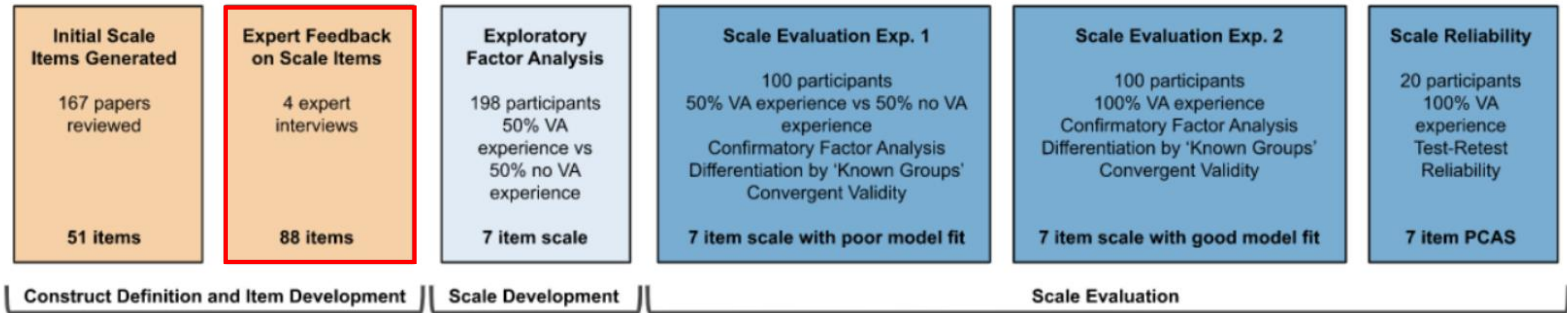 Initial Scale
Items Generated
167 papers
reviewed
51 items
Expert Feedback
on Scale Items
4 expert
interviews
88 items
Exploratory
Factor Analysis
198 participants
50% VA
experience vs
50% no VA
experience
7 item scale
Scale Evaluation Exp. 1
100 participants
50% VA experience vs 50% no VA
experience
Confirmatory Factor Analysis
Differentiation by ‘Known Groups’
Convergent Validity
7 item scale with poor model fit
Scale Evaluation Exp. 2
100 participants
100% VA experience
Confirmatory Factor Analysis
Differentiation by ‘Known Groups’
Convergent Validity
7 item scale with good model fit
Scale Reliability
20 participants
100% VA
experience
Test-Retest
Reliability
7 item PCAS
Construct Definition and Item Development
Scale Development
Scale Evaluation